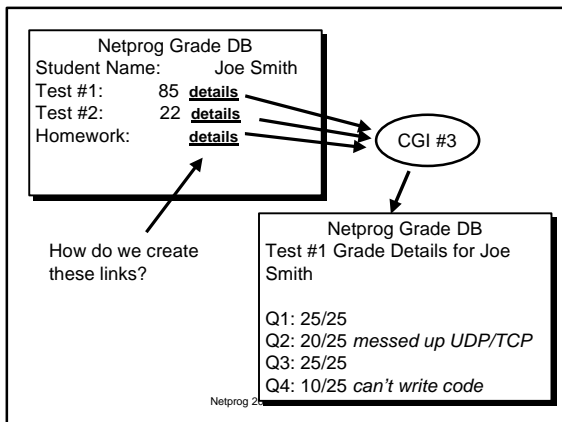 Netprog Grade DB
Student Name: Joe Smith
Test #1: 85 details
Test #2: 22 details
Homework: details
CGI #3
How do we create
these links?
Netprog Grade DB
Test #1 Grade Details for Joe
Smith
Q1: 25/25
Q2: 20/25 messed up UDP/TCP
Q3: 25/25
Q4: 10/25 can't write code
Netprog